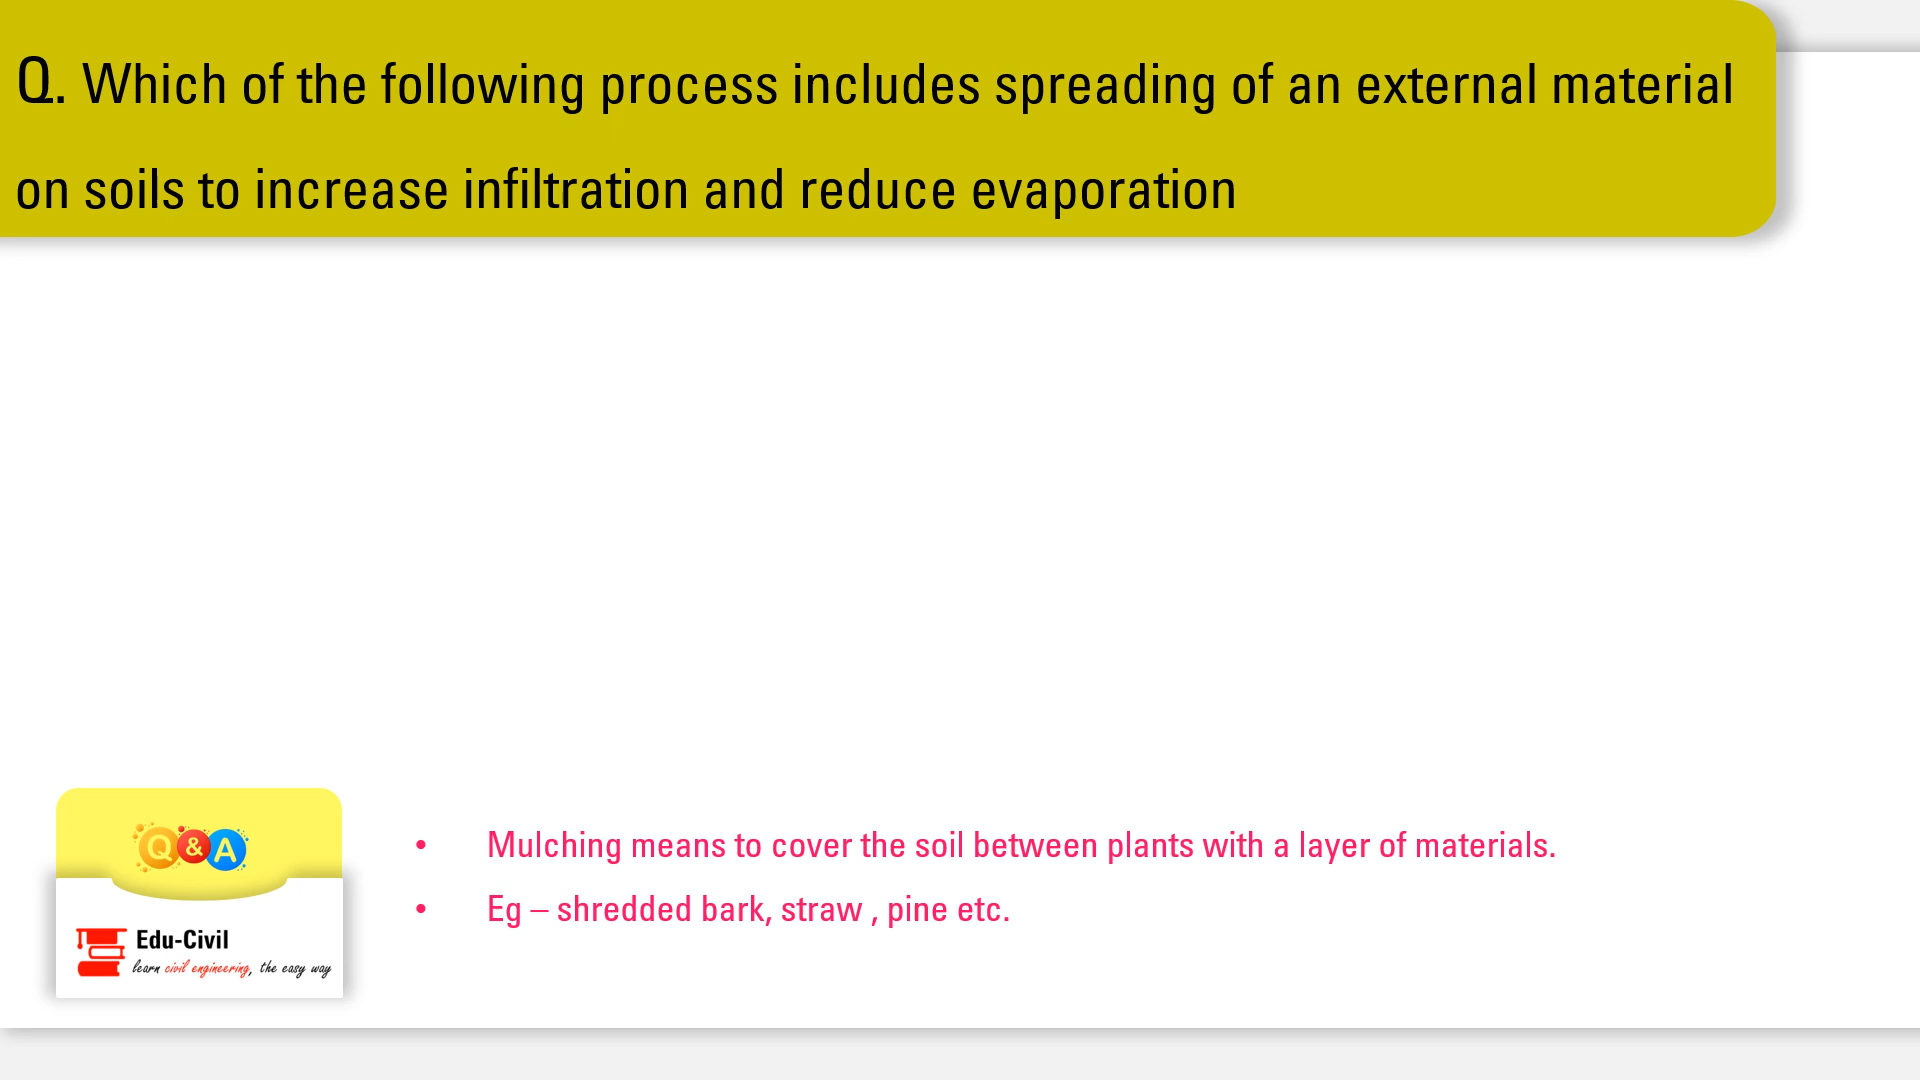 Q. Which of the following process includes spreading of an external material
on soils to increase infiltration and reduce evaporation
Q & A
Edu-Civil
learn civil engineering, the easy way
• Mulching means to cover the soil between plants with a layer of materials.
• Eg – shredded bark, straw , pine etc.